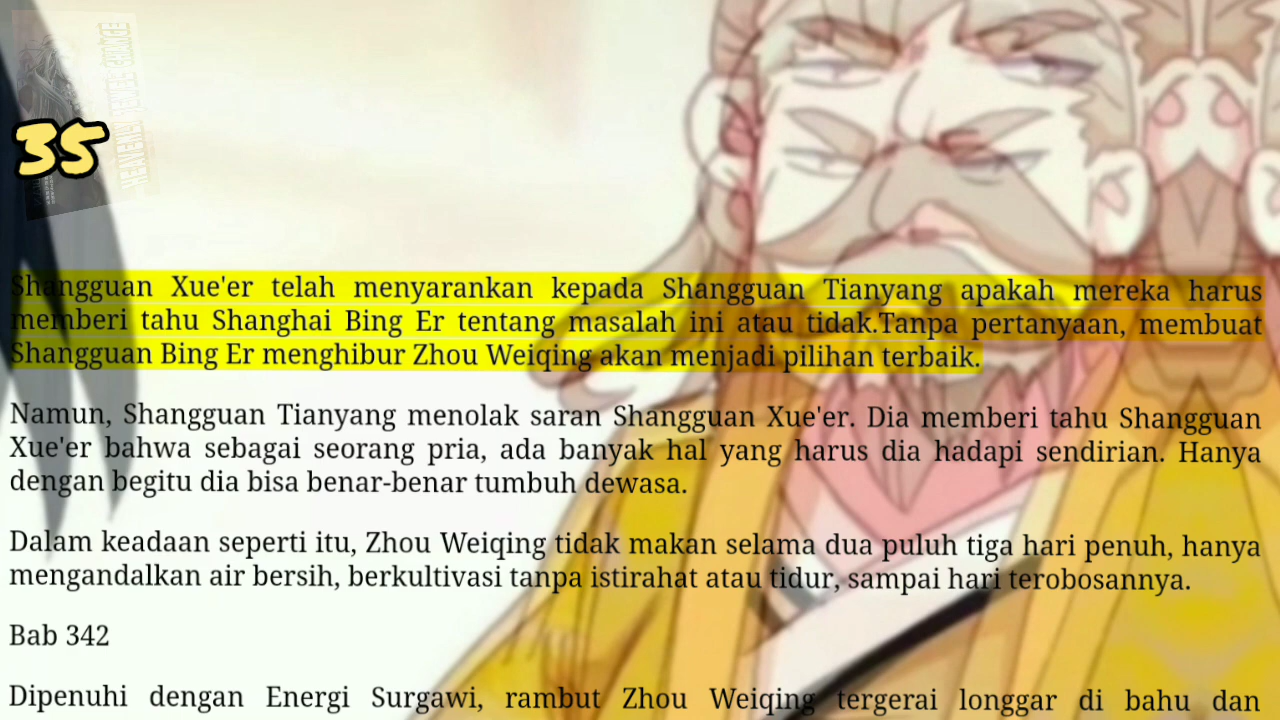 HEAVENLY JEWEL CHANGE
35
Shangguan Xue'er telah menyarankan kepada Shangguan Tianyang apakah mereka harus
memberi tahu Shanghai Bing Er tentang masalah ini atau tidak.Tanpa pertanyaan, membuat
Shangguan Bing Er menghibur Zhou Weiqing akan menjadi pilihan terbaik.
Namun, Shangguan Tianyang menolak saran Shangguan Xue'er. Dia memberi tahu Shangguan
Xue'er bahwa sebagai seorang pria, ada banyak hal yang harus dia hadapi sendirian. Hanya
dengan begitu dia bisa benar-benar tumbuh dewasa.
Dalam keadaan seperti itu, Zhou Weiqing tidak makan selama dua puluh tiga hari penuh, hanya
mengandalkan air bersih, berkultivasi tanpa istirahat atau tidur, sampai hari terobosannya.
Bab 342
Dipenuhi dengan Energi Surgawi, rambut Zhou Weiqing tergerai longgar di bahu dan